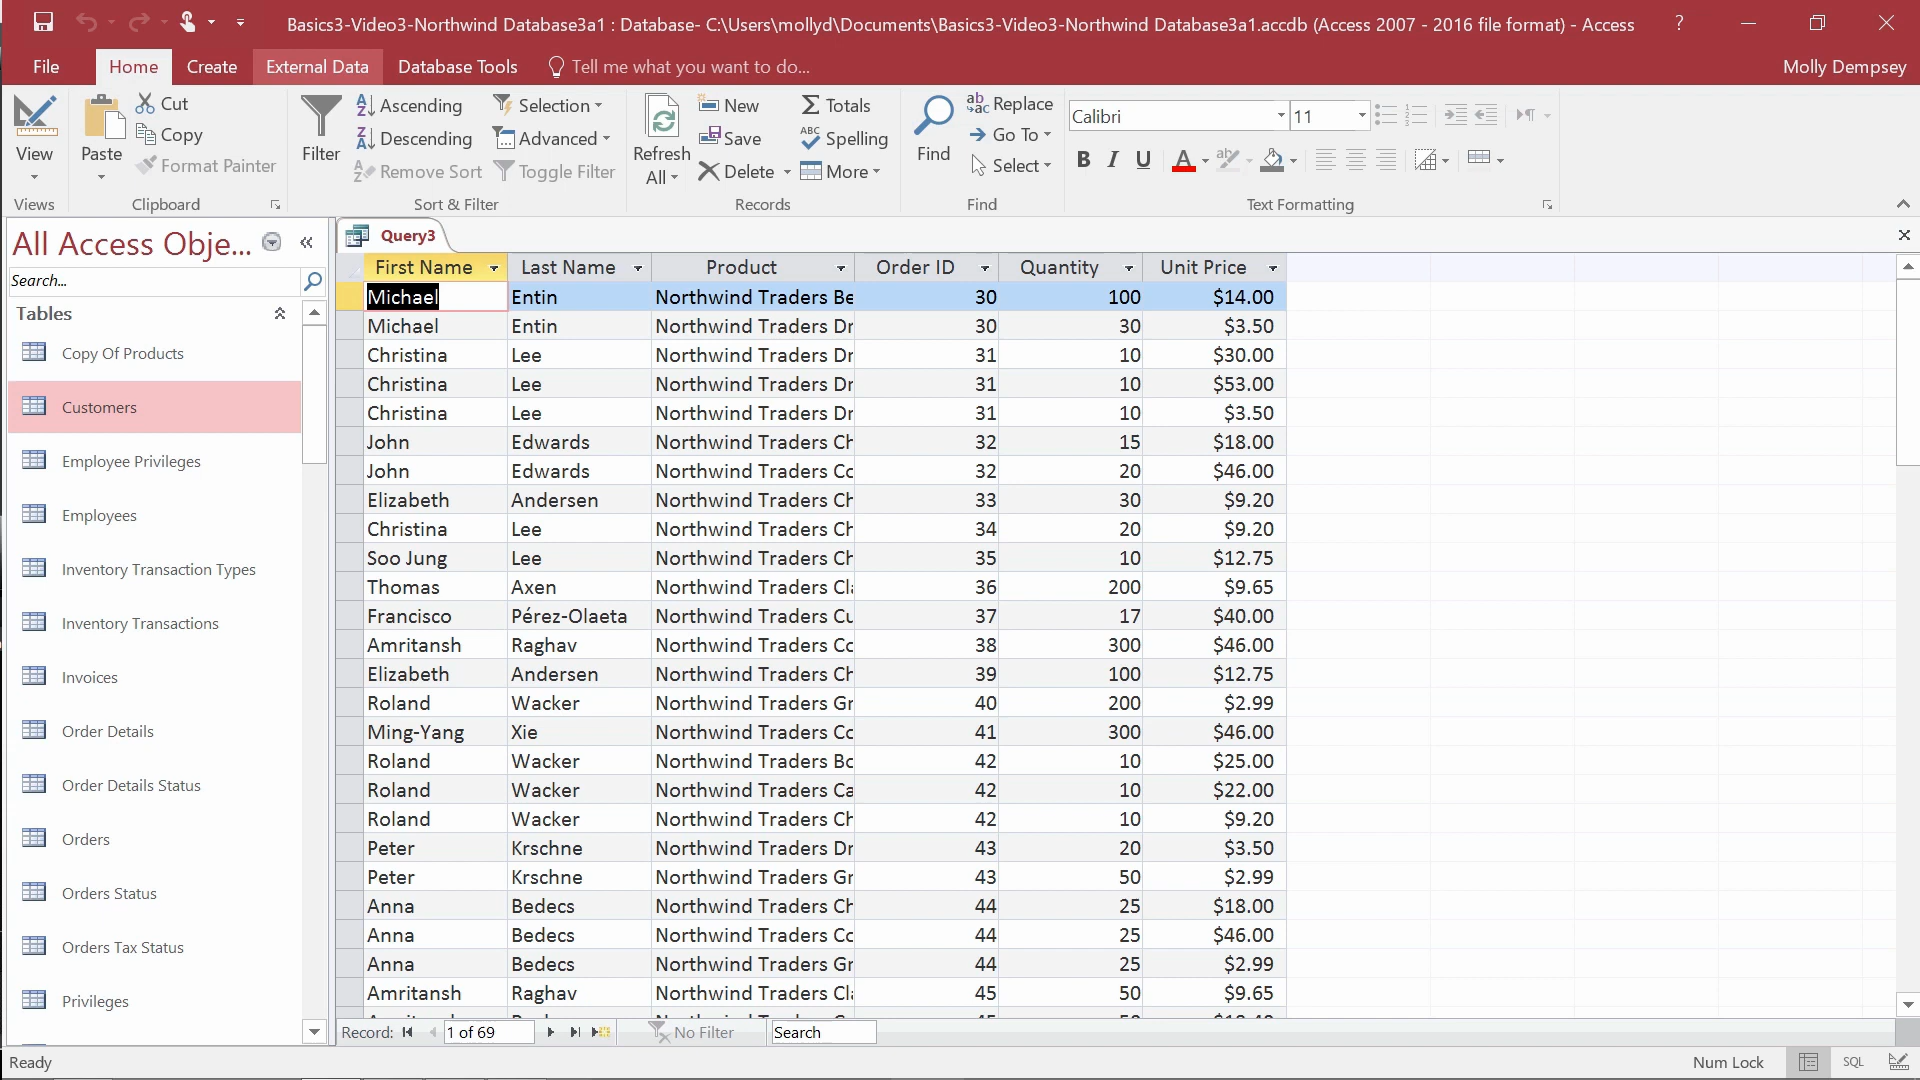 Basics3-Video3-Northwind Database3a1 : Database- C:\Users\mollyd\Documents\Basics3-Video3-Northwind Database3a1.accdb (Access 2007 - 2016 file format) - Access ?
File Home Create External Data Database Tools Tell me what you want to do... Molly Dempsey
View
Views
Paste
Cut
Copy
Format Painter
Clipboard
Filter
Ascending
Descending
Remove Sort
Selection
Advanced
Toggle Filter
Sort & Filter
Refresh
All
New
Save
Delete
Totals
Spelling
More
Records
Find
Replace
Go To
Select
Find
Calibri 11
B I U A
Text Formatting
All Access Obje...
Search...
Tables
Copy Of Products
Customers
Employee Privileges
Employees
Inventory Transaction Types
Inventory Transactions
Invoices
Order Details
Order Details Status
Orders
Orders Status
Orders Tax Status
Privileges
Query3
First Name Last Name Product Order ID Quantity Unit Price
Michael Entin Northwind Traders Be 30 100 $14.00
Michael Entin Northwind Traders Dr 30 30 $3.50
Christina Lee Northwind Traders Dr 31 10 $30.00
Christina Lee Northwind Traders Dr 31 10 $53.00
Christina Lee Northwind Traders Dr 31 10 $3.50
John Edwards Northwind Traders Ch 32 15 $18.00
John Edwards Northwind Traders Co 32 20 $46.00
Elizabeth Andersen Northwind Traders Ch 33 30 $9.20
Christina Lee Northwind Traders Ch 34 20 $9.20
Soo Jung Lee Northwind Traders Ch 35 10 $12.75
Thomas Axen Northwind Traders Cla 36 200 $9.65
Francisco Pérez-Olaeta Northwind Traders Cu 37 17 $40.00
Amritansh Raghav Northwind Traders Co 38 300 $46.00
Elizabeth Andersen Northwind Traders Ch 39 100 $12.75
Roland Wacker Northwind Traders Gr 40 200 $2.99
Ming-Yang Xie Northwind Traders Co 41 300 $46.00
Roland Wacker Northwind Traders Bo 42 10 $25.00
Roland Wacker Northwind Traders Ca 42 10 $22.00
Roland Wacker Northwind Traders Ch 42 10 $9.20
Peter Krschne Northwind Traders Dr 43 20 $3.50
Peter Krschne Northwind Traders Gr 43 50 $2.99
Anna Bedecs Northwind Traders Ch 44 25 $18.00
Anna Bedecs Northwind Traders Co 44 25 $46.00
Anna Bedecs Northwind Traders Gr 44 25 $2.99
Amritansh Raghav Northwind Traders Cla 45 50 $9.65
Record: 1 of 69 No Filter Search
Ready Num Lock SQL